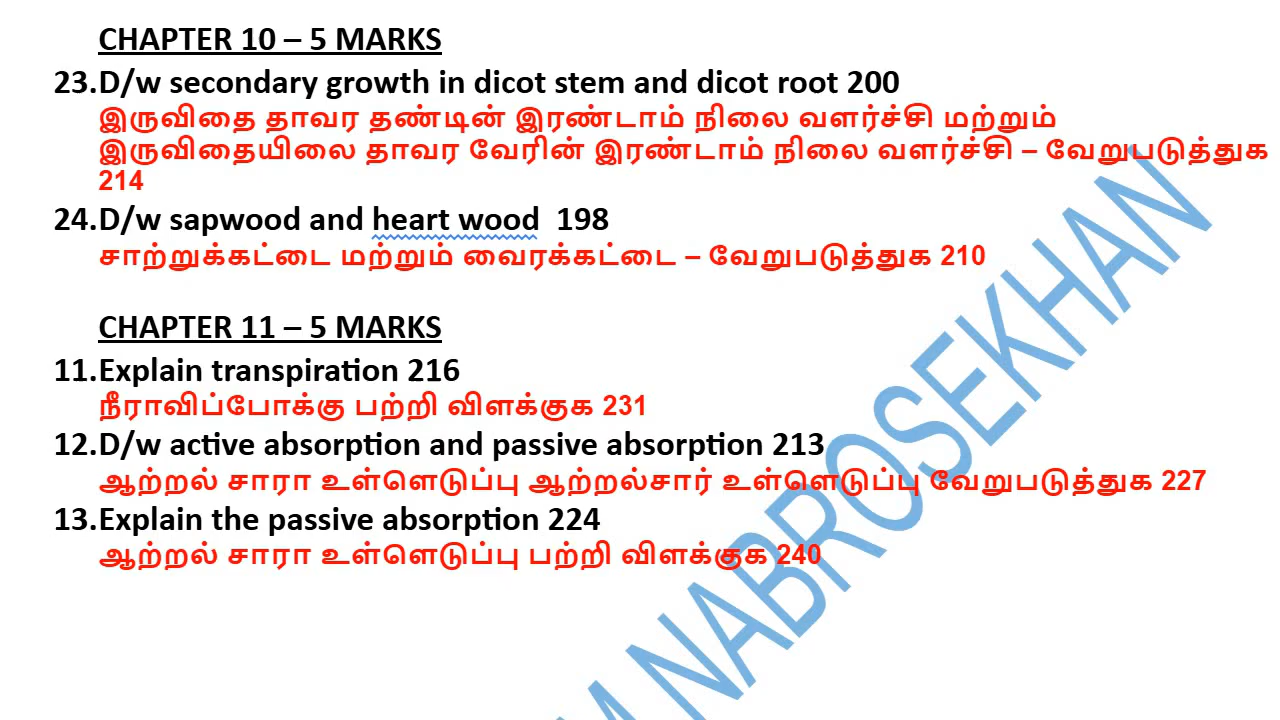 CHAPTER 10 – 5 MARKS
23.D/w secondary growth in dicot stem and dicot root 200
இருவிதை தாவர தண்டின் இரண்டாம் நிலை வளர்ச்சி மற்றும்
இருவிதையிலை தாவர வேரின் இரண்டாம் நிலை வளர்ச்சி – வேறுபடுத்துக
214
24.D/w sapwood and heart wood 198
சாற்றுக்கட்டை மற்றும் வைரக்கட்டை – வேறுபடுத்துக 210
CHAPTER 11 – 5 MARKS
11.Explain transpiration 216
நீராவிப்போக்கு பற்றி விளக்குக 231
12.D/w active absorption and passive absorption 213
ஆற்றல் சாரா உள்ளெடுப்பு ஆற்றல்சார் உள்ளெடுப்பு வேறுபடுத்துக 227
13.Explain the passive absorption 224
ஆற்றல் சாரா உள்ளெடுப்பு பற்றி விளக்குக 240
NABROSEKHAN